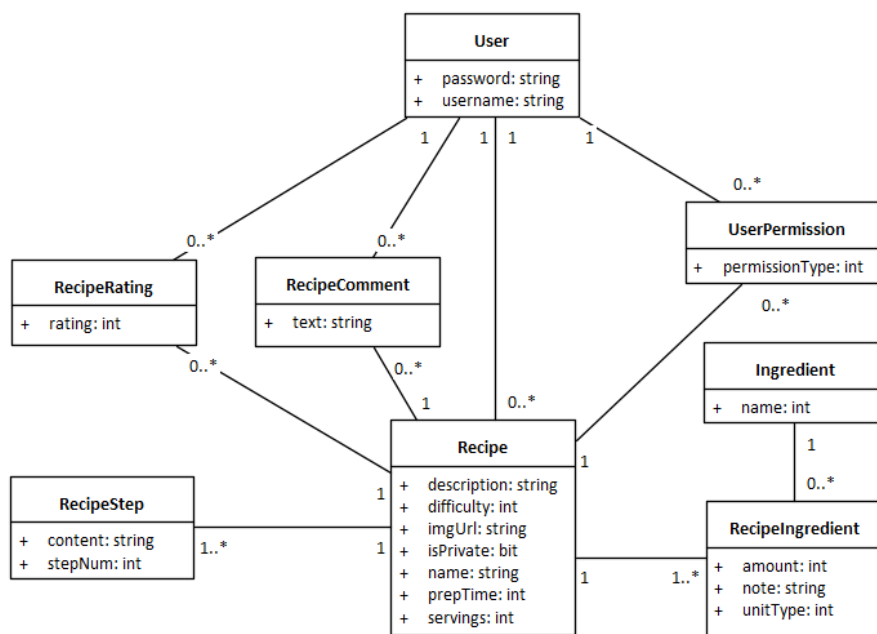 User
+ password: string
+ username: string
1 1 1 1
0..*
0..*
0..*
UserPermission
+ permissionType: int
0..*
RecipeRating
+ rating: int
0..*
RecipeComment
+ text: string
0..*
1
0..*
Ingredient
+ name: int
1
0..*
Recipe
+ description: string
+ difficulty: int
+ imgUrl: string
+ isPrivate: bit
+ name: string
+ prepTime: int
+ servings: int
1
1
1
1
RecipeStep
+ content: string
+ stepNum: int
1..*
1..*
RecipeIngredient
+ amount: int
+ note: string
+ unitType: int